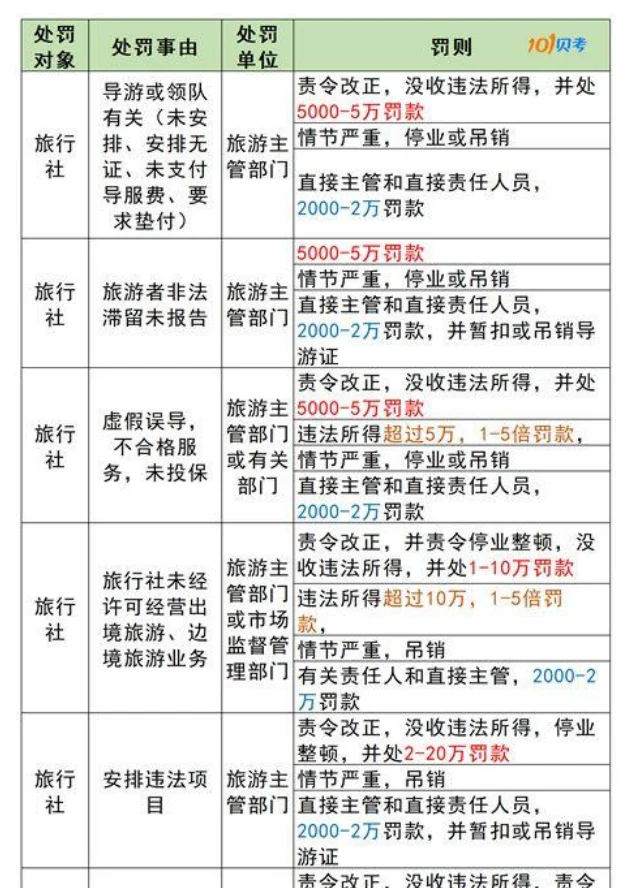 处罚对象
处罚事由
处罚单位
罚则
101贝考
旅行社
导游或领队
有关（未安
排、安排无
证、未支付
导服费、要
求垫付）
旅游主
管部门
责令改正，没收违法所得，并处
5000-5万罚款
情节严重，停业或吊销
直接主管和直接责任人员，
2000-2万罚款
旅行社
旅游者非法
滞留未报告
旅游主
管部门
5000-5万罚款
情节严重，停业或吊销
直接主管和直接责任人员，
2000-2万罚款，并暂扣或吊销导
游证
旅行社
虚假误导，
不合格服
务，未投保
旅游主
管部门
或有关
部门
责令改正，没收违法所得，并处
5000-5万罚款
违法所得超过5万，1-5倍罚款，
情节严重，停业或吊销
直接主管和直接责任人员，
2000-2万罚款
旅行社
旅行社未经
许可经营出
境旅游、边
境旅游业务
旅游主
管部门
或市场
监督管
理部门
责令改正，并责令停业整顿，没
收违法所得，并处1-10万罚款
违法所得超过10万，1-5倍罚
款，
情节严重，吊销
有关责任人和直接主管，2000-2
万罚款
旅行社
安排违法项
目
旅游主
管部门
责令改正，没收违法所得，停业
整顿，并处2-20万罚款
情节严重，吊销
直接主管和直接责任人员，
2000-2万罚款，并暂扣或吊销导
游证
责令改正，没收违法所得，责令